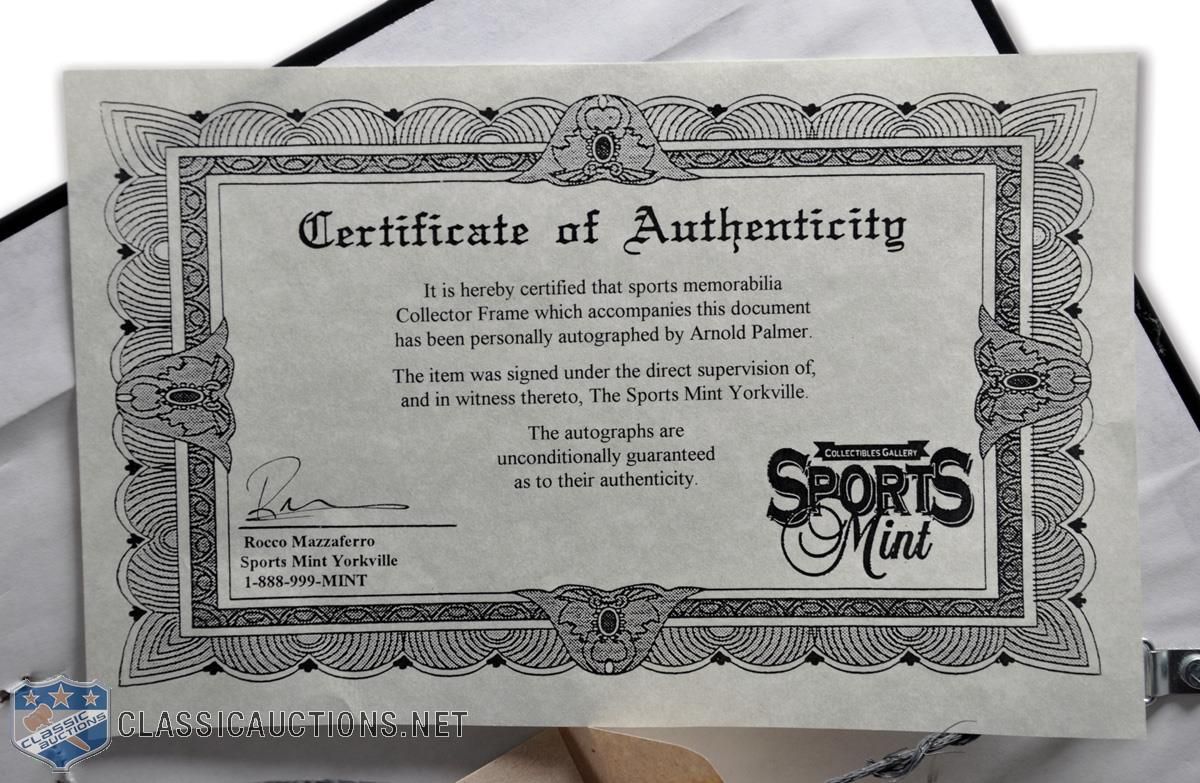 Certificate of Authenticity
It is hereby certified that sports memorabilia
Collector Frame which accompanies this document
has been personally autographed by Arnold Palmer.
The item was signed under the direct supervision of,
and in witness thereto, The Sports Mint Yorkville.
The autographs are
unconditionally guaranteed
as to their authenticity.
Rocco Mazzaferro
Sports Mint Yorkville
1-888-999-MINT
COLLECTIBLES GALLERY
SPORTS
Mint
CLASSIC
AUCTIONS
CLASSICAUCTIONS.NET